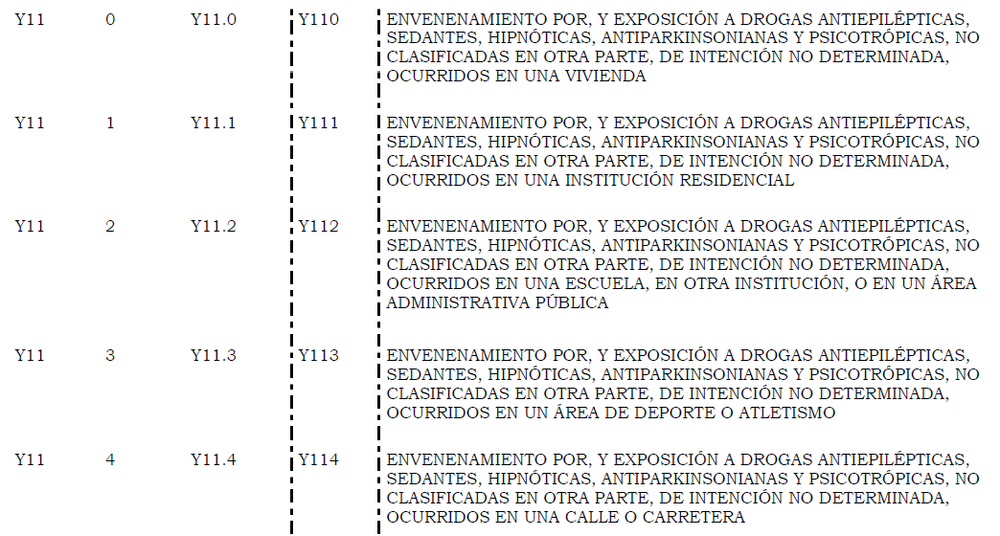 Y11 0 Y11.0 Y110 ENVENENAMIENTO POR, Y EXPOSICIÓN A DROGAS ANTIEPILÉPTICAS,
SEDANTES, HIPNÓTICAS, ANTIPARKINSONIANAS Y PSICOTRÓPICAS, NO
CLASIFICADAS EN OTRA PARTE, DE INTENCIÓN NO DETERMINADA,
OCURRIDOS EN UNA VIVIENDA
Y11 1 Y11.1 Y111 ENVENENAMIENTO POR, Y EXPOSICIÓN A DROGAS ANTIEPILÉPTICAS,
SEDANTES, HIPNÓTICAS, ANTIPARKINSONIANAS Y PSICOTRÓPICAS, NO
CLASIFICADAS EN OTRA PARTE, DE INTENCIÓN NO DETERMINADA,
OCURRIDOS EN UNA INSTITUCIÓN RESIDENCIAL
Y11 2 Y11.2 Y112 ENVENENAMIENTO POR, Y EXPOSICIÓN A DROGAS ANTIEPILÉPTICAS,
SEDANTES, HIPNÓTICAS, ANTIPARKINSONIANAS Y PSICOTRÓPICAS, NO
CLASIFICADAS EN OTRA PARTE, DE INTENCIÓN NO DETERMINADA,
OCURRIDOS EN UNA ESCUELA, EN OTRA INSTITUCIÓN, O EN UN ÁREA
ADMINISTRATIVA PÚBLICA
Y11 3 Y11.3 Y113 ENVENENAMIENTO POR, Y EXPOSICIÓN A DROGAS ANTIEPILÉPTICAS,
SEDANTES, HIPNÓTICAS, ANTIPARKINSONIANAS Y PSICOTRÓPICAS, NO
CLASIFICADAS EN OTRA PARTE, DE INTENCIÓN NO DETERMINADA,
OCURRIDOS EN UN ÁREA DE DEPORTE O ATLETISMO
Y11 4 Y11.4 Y114 ENVENENAMIENTO POR, Y EXPOSICIÓN A DROGAS ANTIEPILÉPTICAS,
SEDANTES, HIPNÓTICAS, ANTIPARKINSONIANAS Y PSICOTRÓPICAS, NO
CLASIFICADAS EN OTRA PARTE, DE INTENCIÓN NO DETERMINADA,
OCURRIDOS EN UNA CALLE O CARRETERA